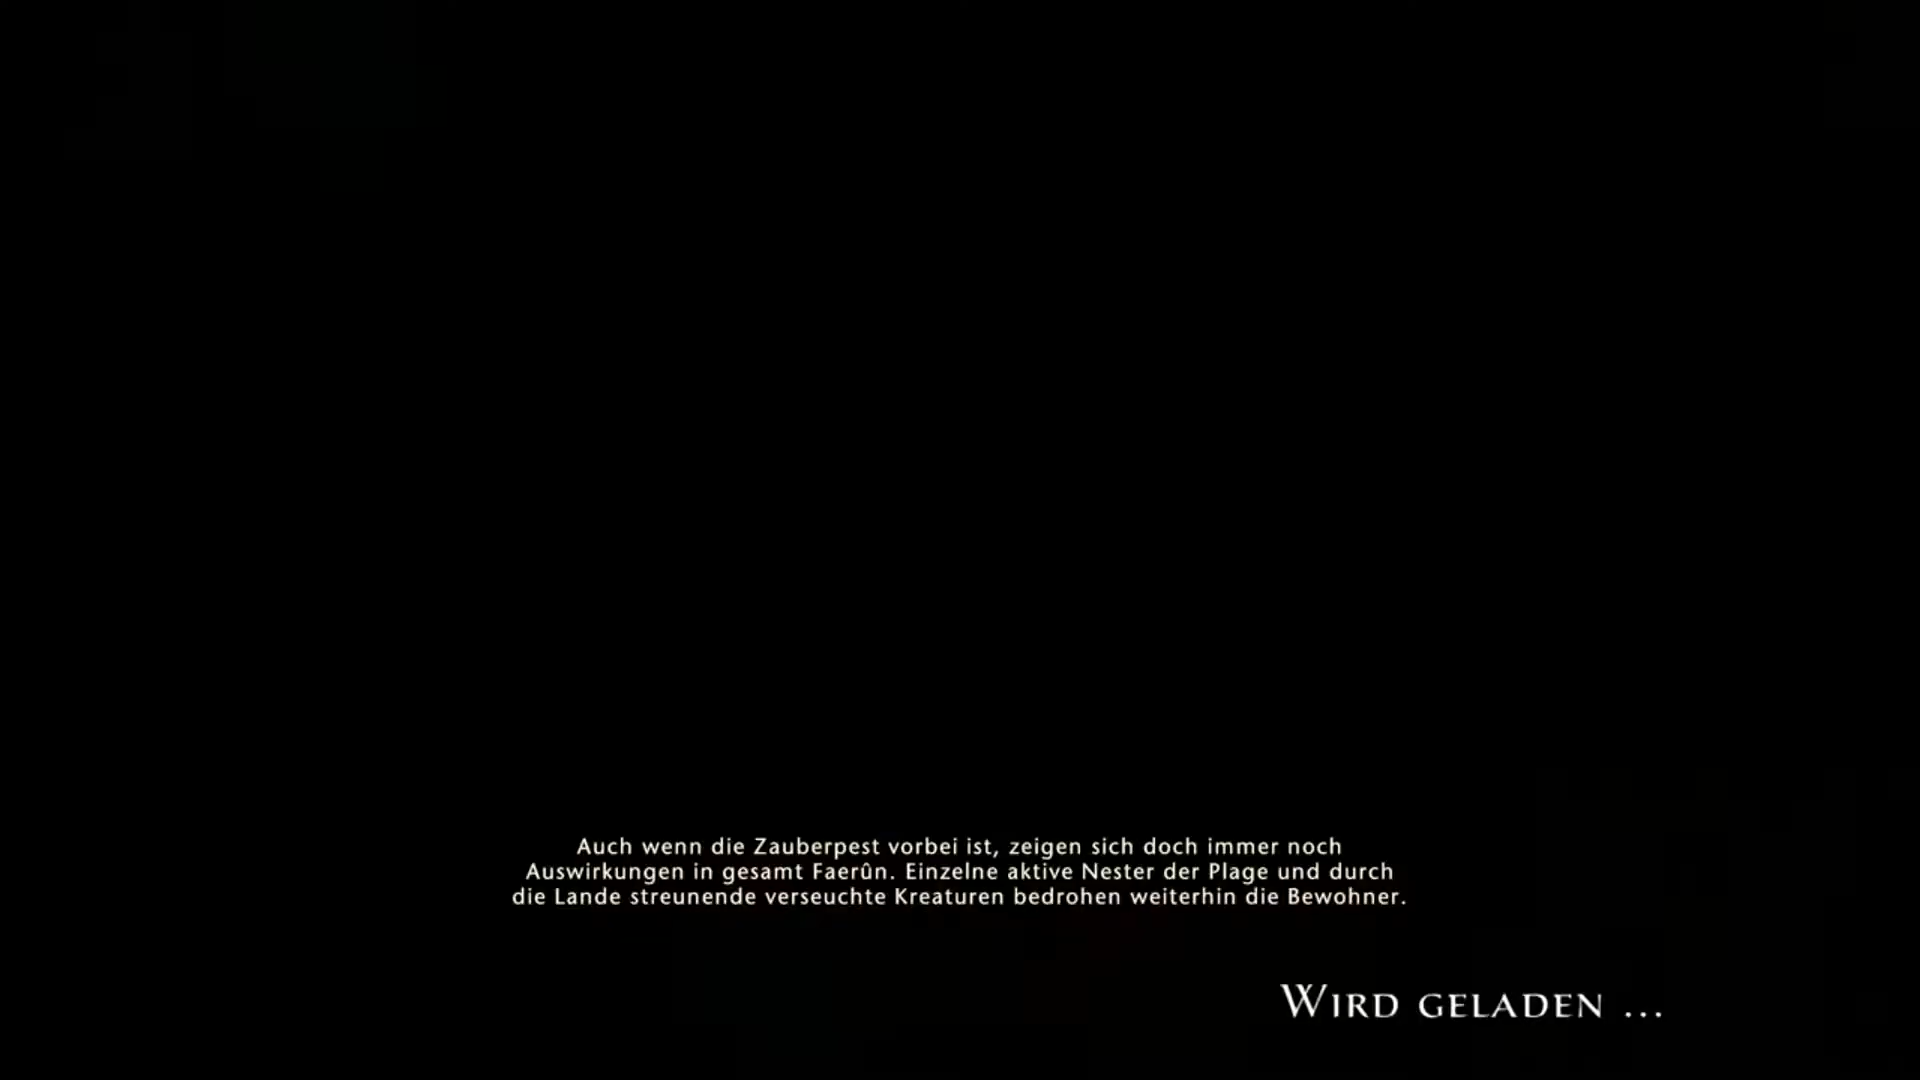 Auch wenn die Zauberpest vorbei ist, zeigen sich doch immer noch
Auswirkungen in gesamt Faerûn. Einzelne aktive Nester der Plage und durch
die Lande streunende verseuchte Kreaturen bedrohen weiterhin die Bewohner.
Wird geladen ...